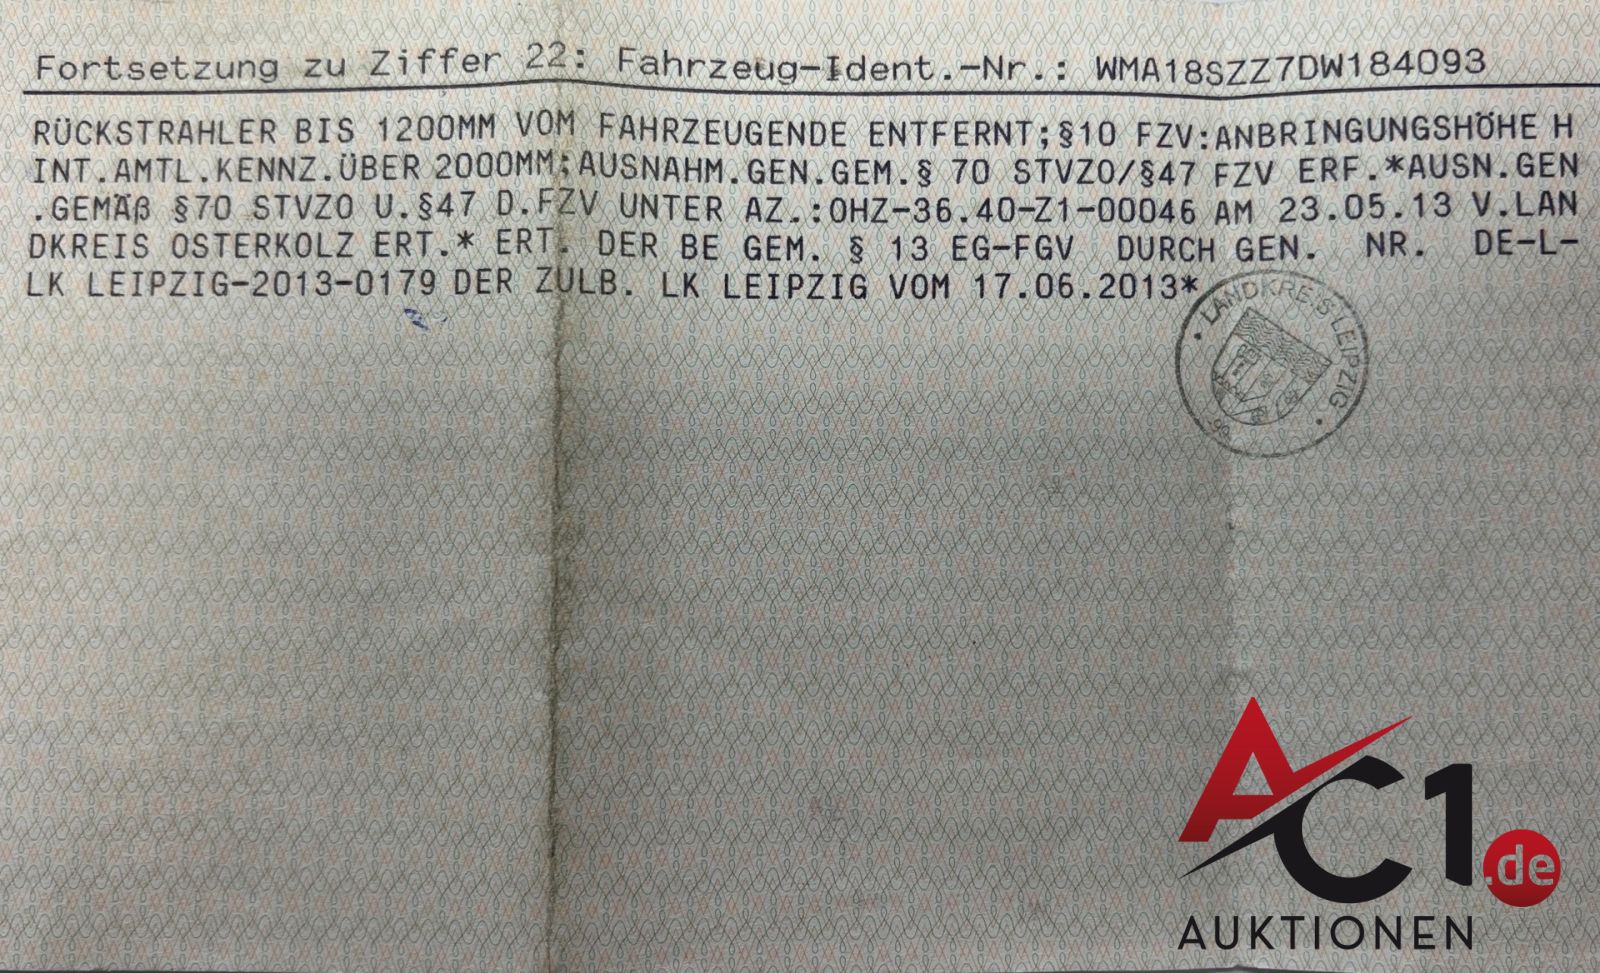 Fortsetzung zu Ziffer 22: Fahrzeug-Ident.-Nr.: WMA18SZZ7DW184093
RÜCKSTRAHLER BIS 1200MM VOM FAHRZEUGENDE ENTFERNT;§10 FZV:ANBRINGUNGSHÖHE H
INT.AMTL.KENNZ.ÜBER 2000MM;AUSNAHM.GEN.GEM.§ 70 STVZO/§47 FZV ERF.*AUSN.GEN
.GEMÄß §70 STVZO U.§47 D.FZV UNTER AZ.:OHZ-36.40-Z1-00046 AM 23.05.13 V.LAN
DKREIS OSTERKOLZ ERT.* ERT. DER BE GEM. § 13 EG-FGV DURCH GEN. NR. DE-L-
LK LEIPZIG-2013-0179 DER ZULB. LK LEIPZIG VOM 17.06.2013*
LANDKREIS LEIPZIG
AC1.de
AUKTIONEN